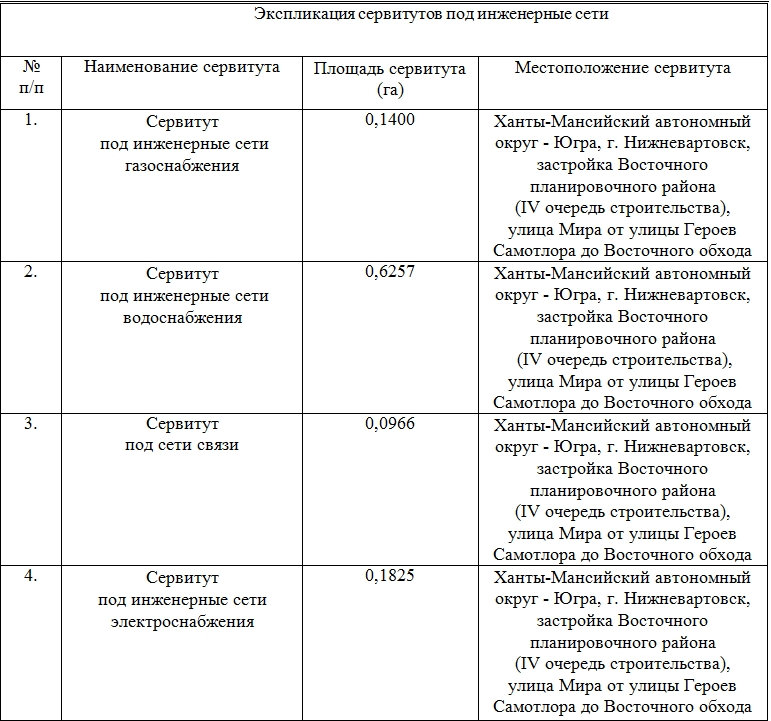 Экспликация сервитутов под инженерные сети
№
п/п
Наименование сервитута
Площадь сервитута
(га)
Местоположение сервитута
1.
Сервитут
под инженерные сети
газоснабжения
0,1400
Ханты-Мансийский автономный
округ - Югра, г. Нижневартовск,
застройка Восточного
планировочного района
(IV очередь строительства),
улица Мира от улицы Героев
Самотлора до Восточного обхода
2.
Сервитут
под инженерные сети
водоснабжения
0,6257
Ханты-Мансийский автономный
округ - Югра, г. Нижневартовск,
застройка Восточного
планировочного района
(IV очередь строительства),
улица Мира от улицы Героев
Самотлора до Восточного обхода
3.
Сервитут
под сети связи
0,0966
Ханты-Мансийский автономный
округ - Югра, г. Нижневартовск,
застройка Восточного
планировочного района
(IV очередь строительства),
улица Мира от улицы Героев
Самотлора до Восточного обхода
4.
Сервитут
под инженерные сети
электроснабжения
0,1825
Ханты-Мансийский автономный
округ - Югра, г. Нижневартовск,
застройка Восточного
планировочного района
(IV очередь строительства),
улица Мира от улицы Героев
Самотлора до Восточного обхода